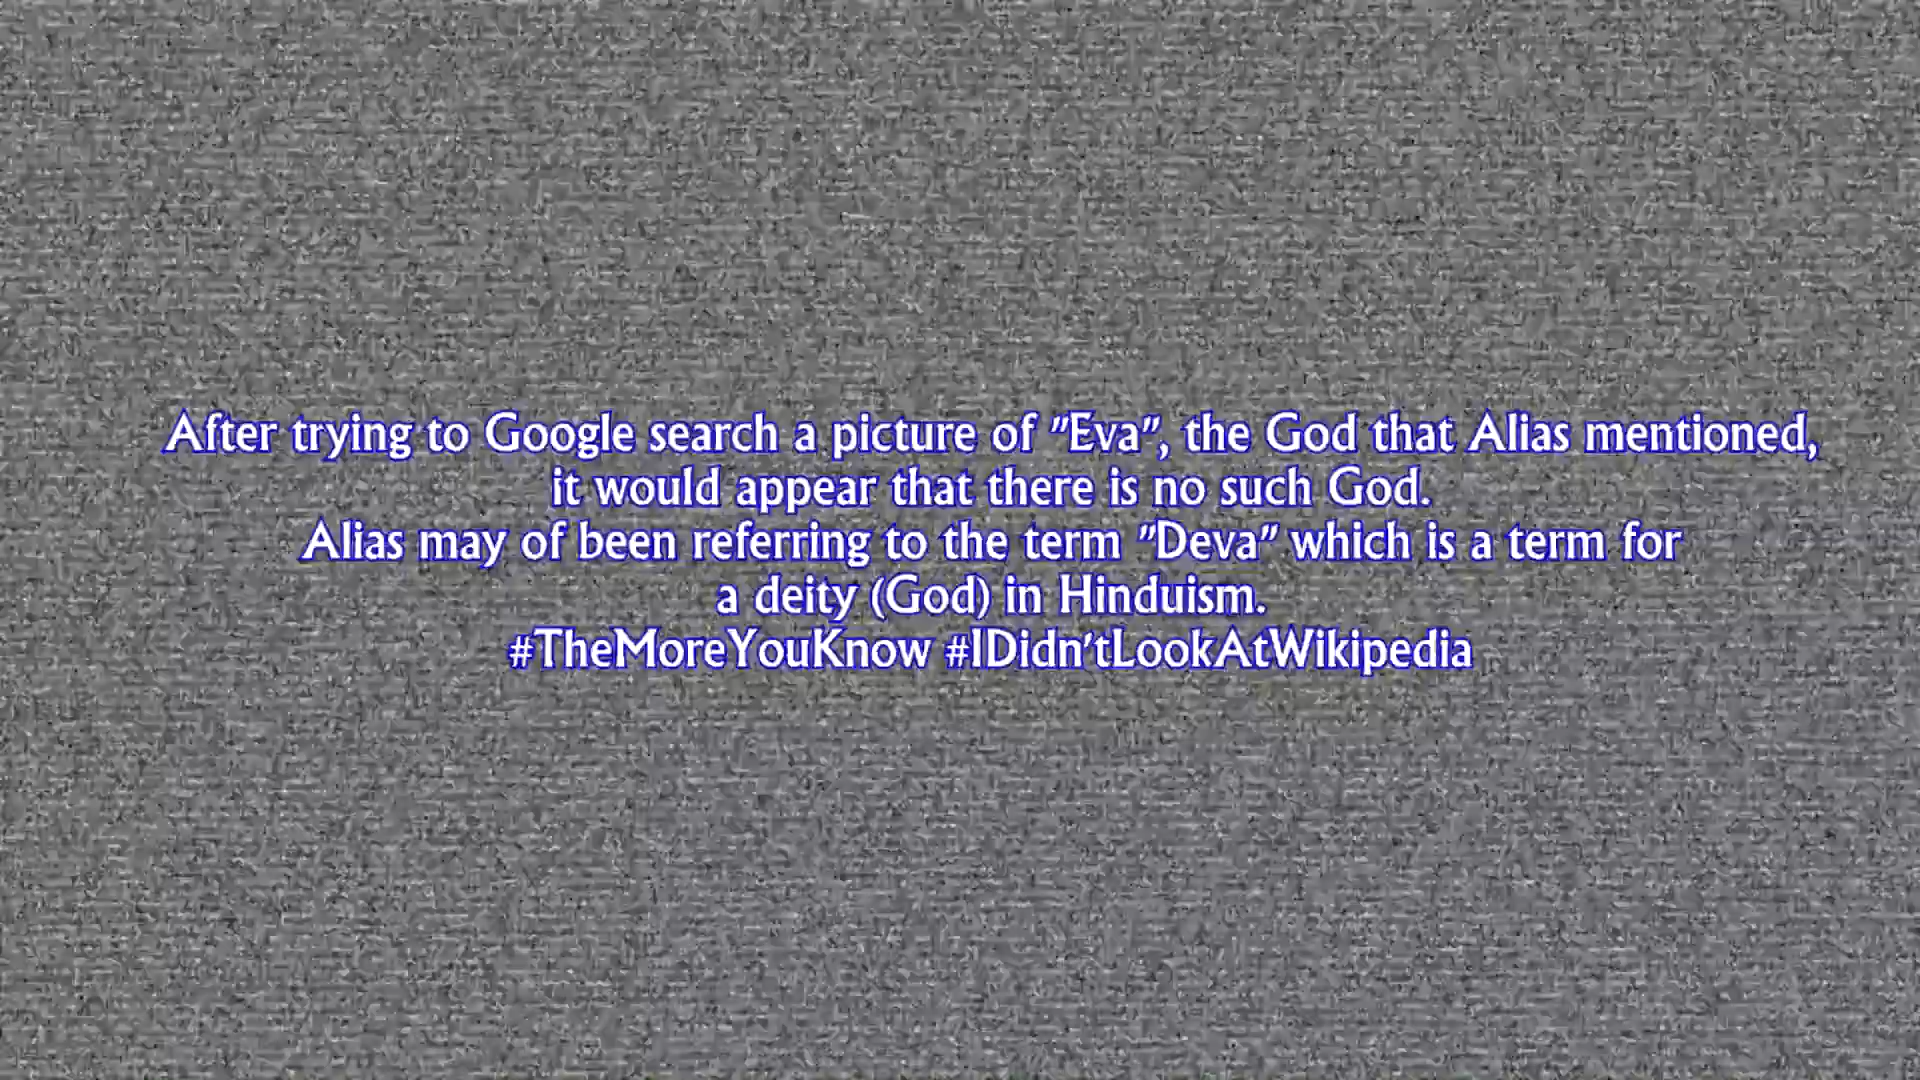 After trying to Google search a picture of "Eva", the God that Alias mentioned,
it would appear that there is no such God.
Alias may of been referring to the term "Deva" which is a term for
a deity (God) in Hinduism.
#TheMoreYouKnow #IDidn'tLookAtWikipedia